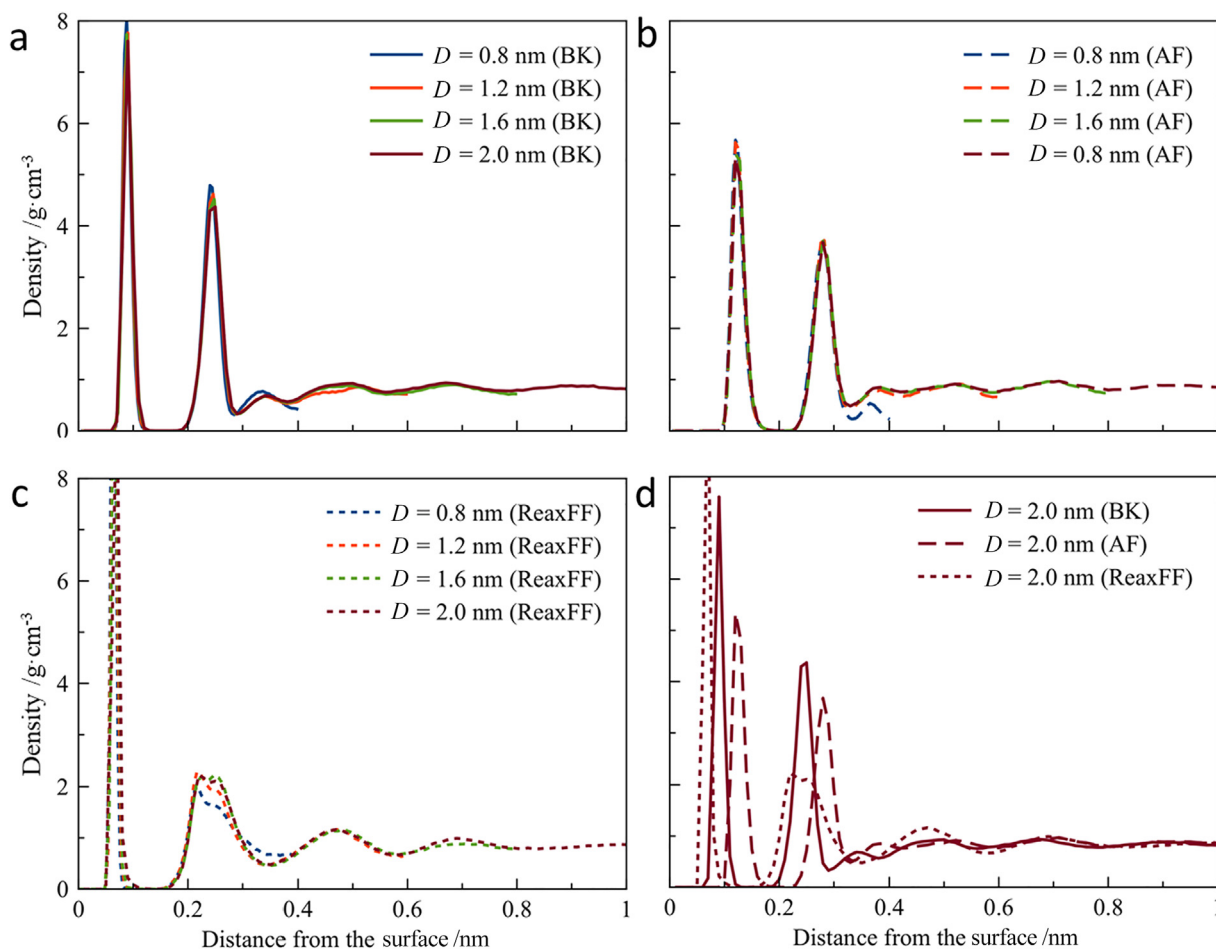 a
8
6
4
2
0
Density /g·cm⁻³
D = 0.8 nm (BK)
D = 1.2 nm (BK)
D = 1.6 nm (BK)
D = 2.0 nm (BK)
b
D = 0.8 nm (AF)
D = 1.2 nm (AF)
D = 1.6 nm (AF)
D = 0.8 nm (AF)
c
8
6
4
2
0
Density /g·cm⁻³
D = 0.8 nm (ReaxFF)
D = 1.2 nm (ReaxFF)
D = 1.6 nm (ReaxFF)
D = 2.0 nm (ReaxFF)
0 0.2 0.4 0.6 0.8 1
Distance from the surface /nm
d
D = 2.0 nm (BK)
D = 2.0 nm (AF)
D = 2.0 nm (ReaxFF)
0 0.2 0.4 0.6 0.8 1
Distance from the surface /nm